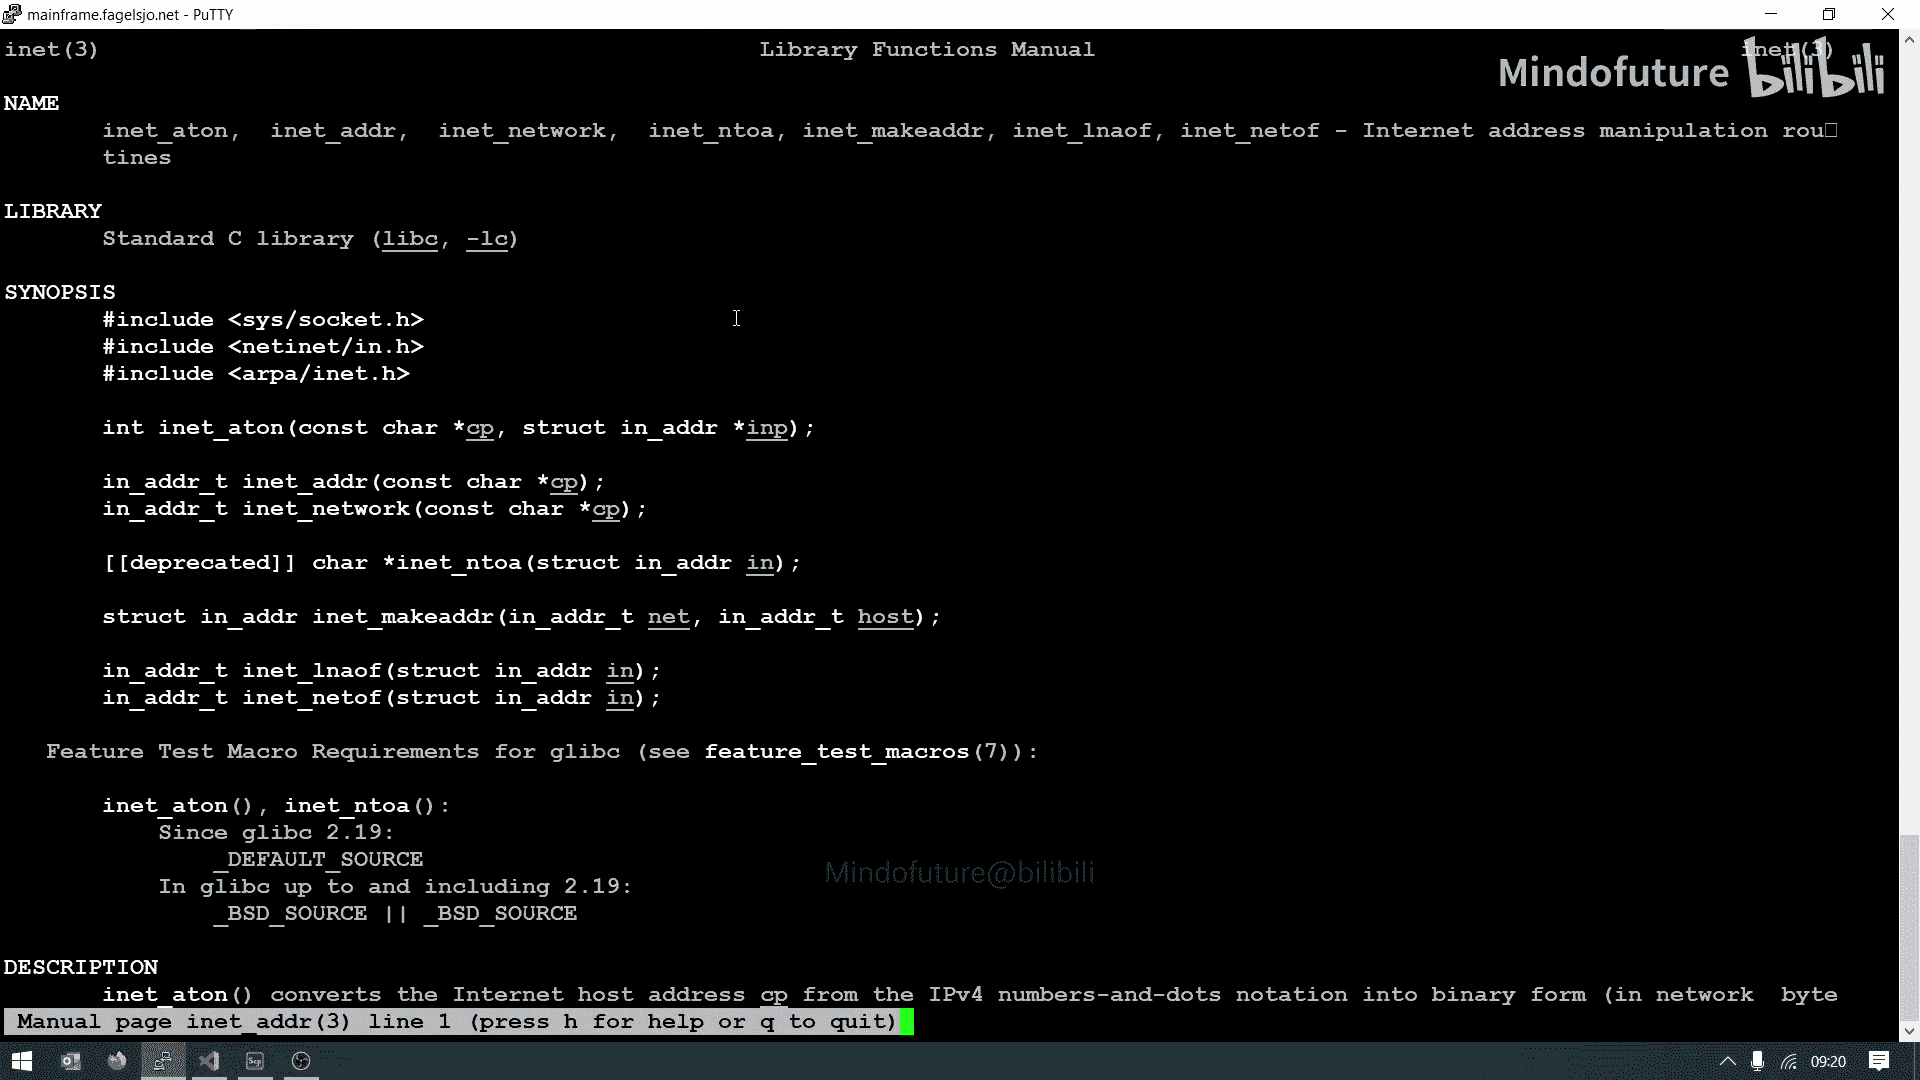 mainframe.fagelsjo.net - PuTTY
inet(3) Library Functions Manual inet(3)
Mindofuture bilibili
NAME
inet_aton, inet_addr, inet_network, inet_ntoa, inet_makeaddr, inet_lnaof, inet_netof - Internet address manipulation rou
tines
LIBRARY
Standard C library (libc, -lc)
SYNOPSIS
#include <sys/socket.h>
#include <netinet/in.h>
#include <arpa/inet.h>
int inet_aton(const char *cp, struct in_addr *inp);
in_addr_t inet_addr(const char *cp);
in_addr_t inet_network(const char *cp);
[[deprecated]] char *inet_ntoa(struct in_addr in);
struct in_addr inet_makeaddr(in_addr_t net, in_addr_t host);
in_addr_t inet_lnaof(struct in_addr in);
in_addr_t inet_netof(struct in_addr in);
Feature Test Macro Requirements for glibc (see feature_test_macros(7)):
inet_aton(), inet_ntoa():
Since glibc 2.19:
_DEFAULT_SOURCE
In glibc up to and including 2.19:
_BSD_SOURCE || _BSD_SOURCE
Mindofuture@bilibili
DESCRIPTION
inet_aton() converts the Internet host address cp from the IPv4 numbers-and-dots notation into binary form (in network byte
Manual page inet_addr(3) line 1 (press h for help or q to quit)
09:20